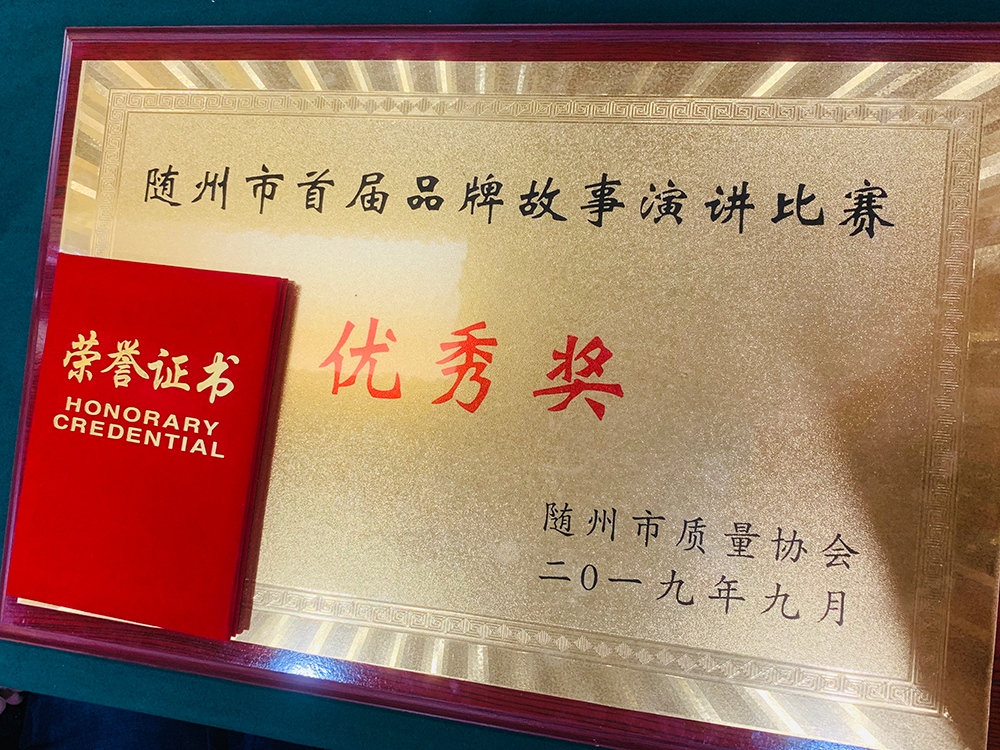 随州市首届品牌故事演讲比赛
优秀奖
荣誉证书
HONORARY
CREDENTIAL
随州市质量协会
二0一九年九月